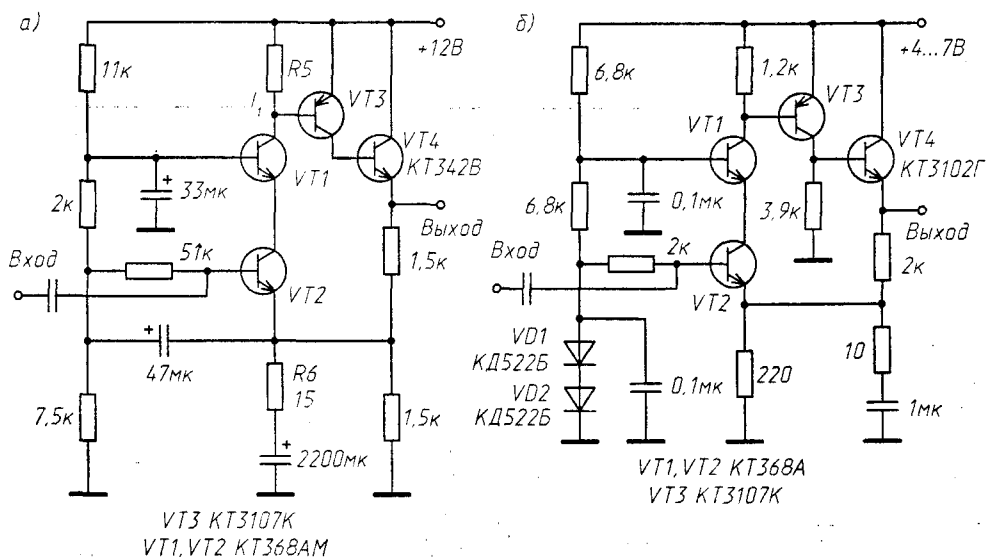 а)
11к
R5
+12В
I₁
VT3
VT4
КТ342В
VT1
33мк
2к
Выход
51к
1,5к
Вход
VT2
47мк
R6
15
7,5к
1,5к
2200мк
VT3 КТ3107К
VT1,VT2 КТ368АМ
б)
+4...7В
6,8к
1,2к
VT3
VT1
VT4
КТ3102Г
6,8к
0,1мк
3,9к
Выход
2к
Вход
VT2
2к
VD1
КД522Б
VD2
КД522Б
0,1мк
220
10
1мк
VT1,VT2 КТ368А
VT3 КТ3107К